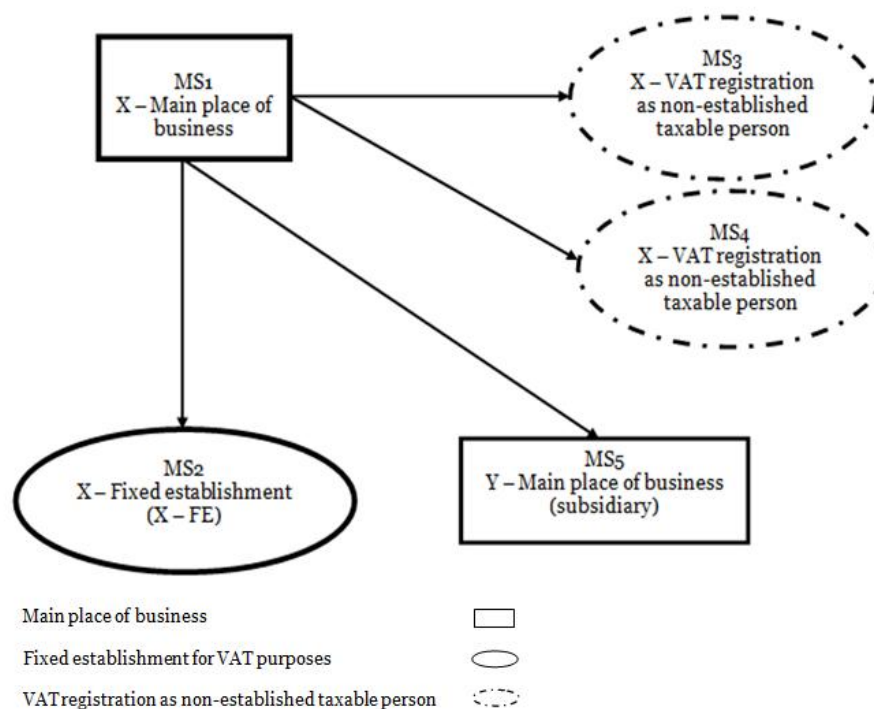 MS1
X – Main place of
business
MS3
X – VAT registration
as non-established
taxable person
MS4
X – VAT registration
as non-established
taxable person
MS2
X – Fixed establishment
(X – FE)
MS5
Y – Main place of business
(subsidiary)
Main place of business
Fixed establishment for VAT purposes
VAT registration as non-established taxable person